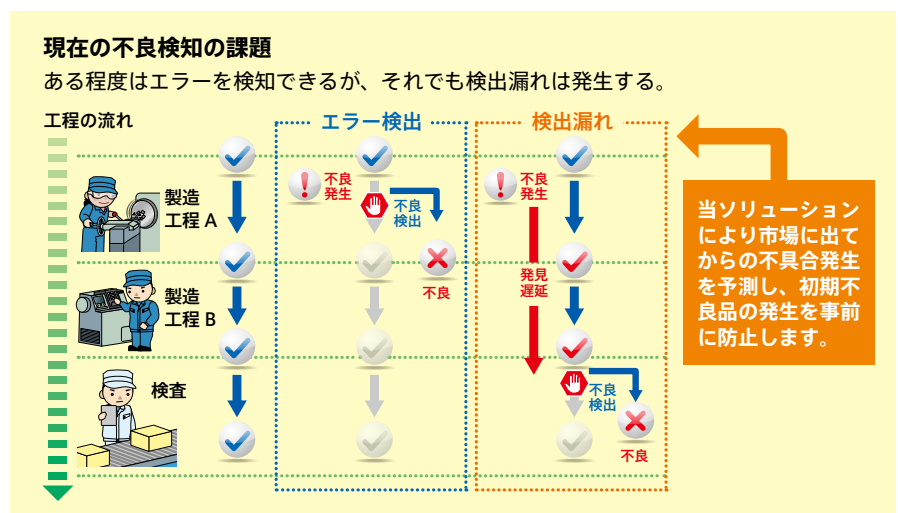 現在の不良検知の課題
ある程度はエラーを検知できるが、それでも検出漏れは発生する。
工程の流れ
エラー検出
検出漏れ
製造
工程 A
不良
発生
不良
検出
不良
不良
発生
発見
遅延
製造
工程 B
検査
不良
検出
不良
当ソリューション
により市場に出て
からの不具合発生
を予測し、初期不
良品の発生を事前
に防止します。